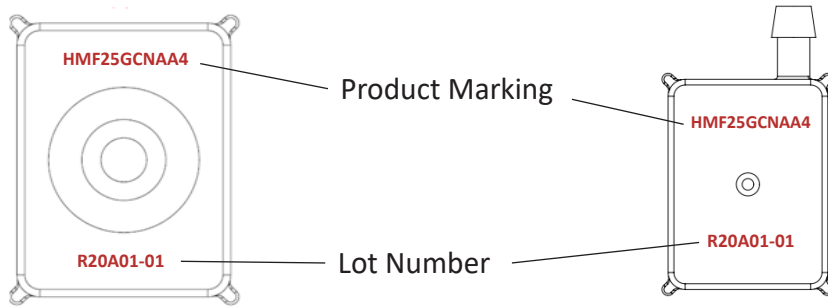 HMF25GCNAA4
Product Marking
HMF25GCNAA4
R20A01-01
R20A01-01
Lot Number